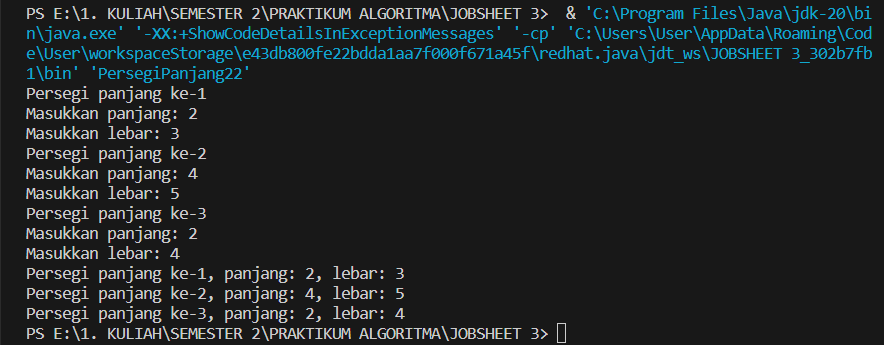 PS E:\1. KULIAH\SEMESTER 2\PRAKTIKUM ALGORITMA\JOBSHEET 3>  & 'C:\Program Files\Java\jdk-20\bi
n\java.exe' '-XX:+ShowCodeDetailsInExceptionMessages' '-cp' 'C:\Users\User\AppData\Roaming\Cod
e\User\workspaceStorage\e43db800fe22bdda1aa7f000f671a45f\redhat.java\jdt_ws\JOBSHEET 3_302b7fb
1\bin' 'PersegiPanjang22'
Persegi panjang ke-1
Masukkan panjang: 2
Masukkan lebar: 3
Persegi panjang ke-2
Masukkan panjang: 4
Masukkan lebar: 5
Persegi panjang ke-3
Masukkan panjang: 2
Masukkan lebar: 4
Persegi panjang ke-1, panjang: 2, lebar: 3
Persegi panjang ke-2, panjang: 4, lebar: 5
Persegi panjang ke-3, panjang: 2, lebar: 4
PS E:\1. KULIAH\SEMESTER 2\PRAKTIKUM ALGORITMA\JOBSHEET 3>